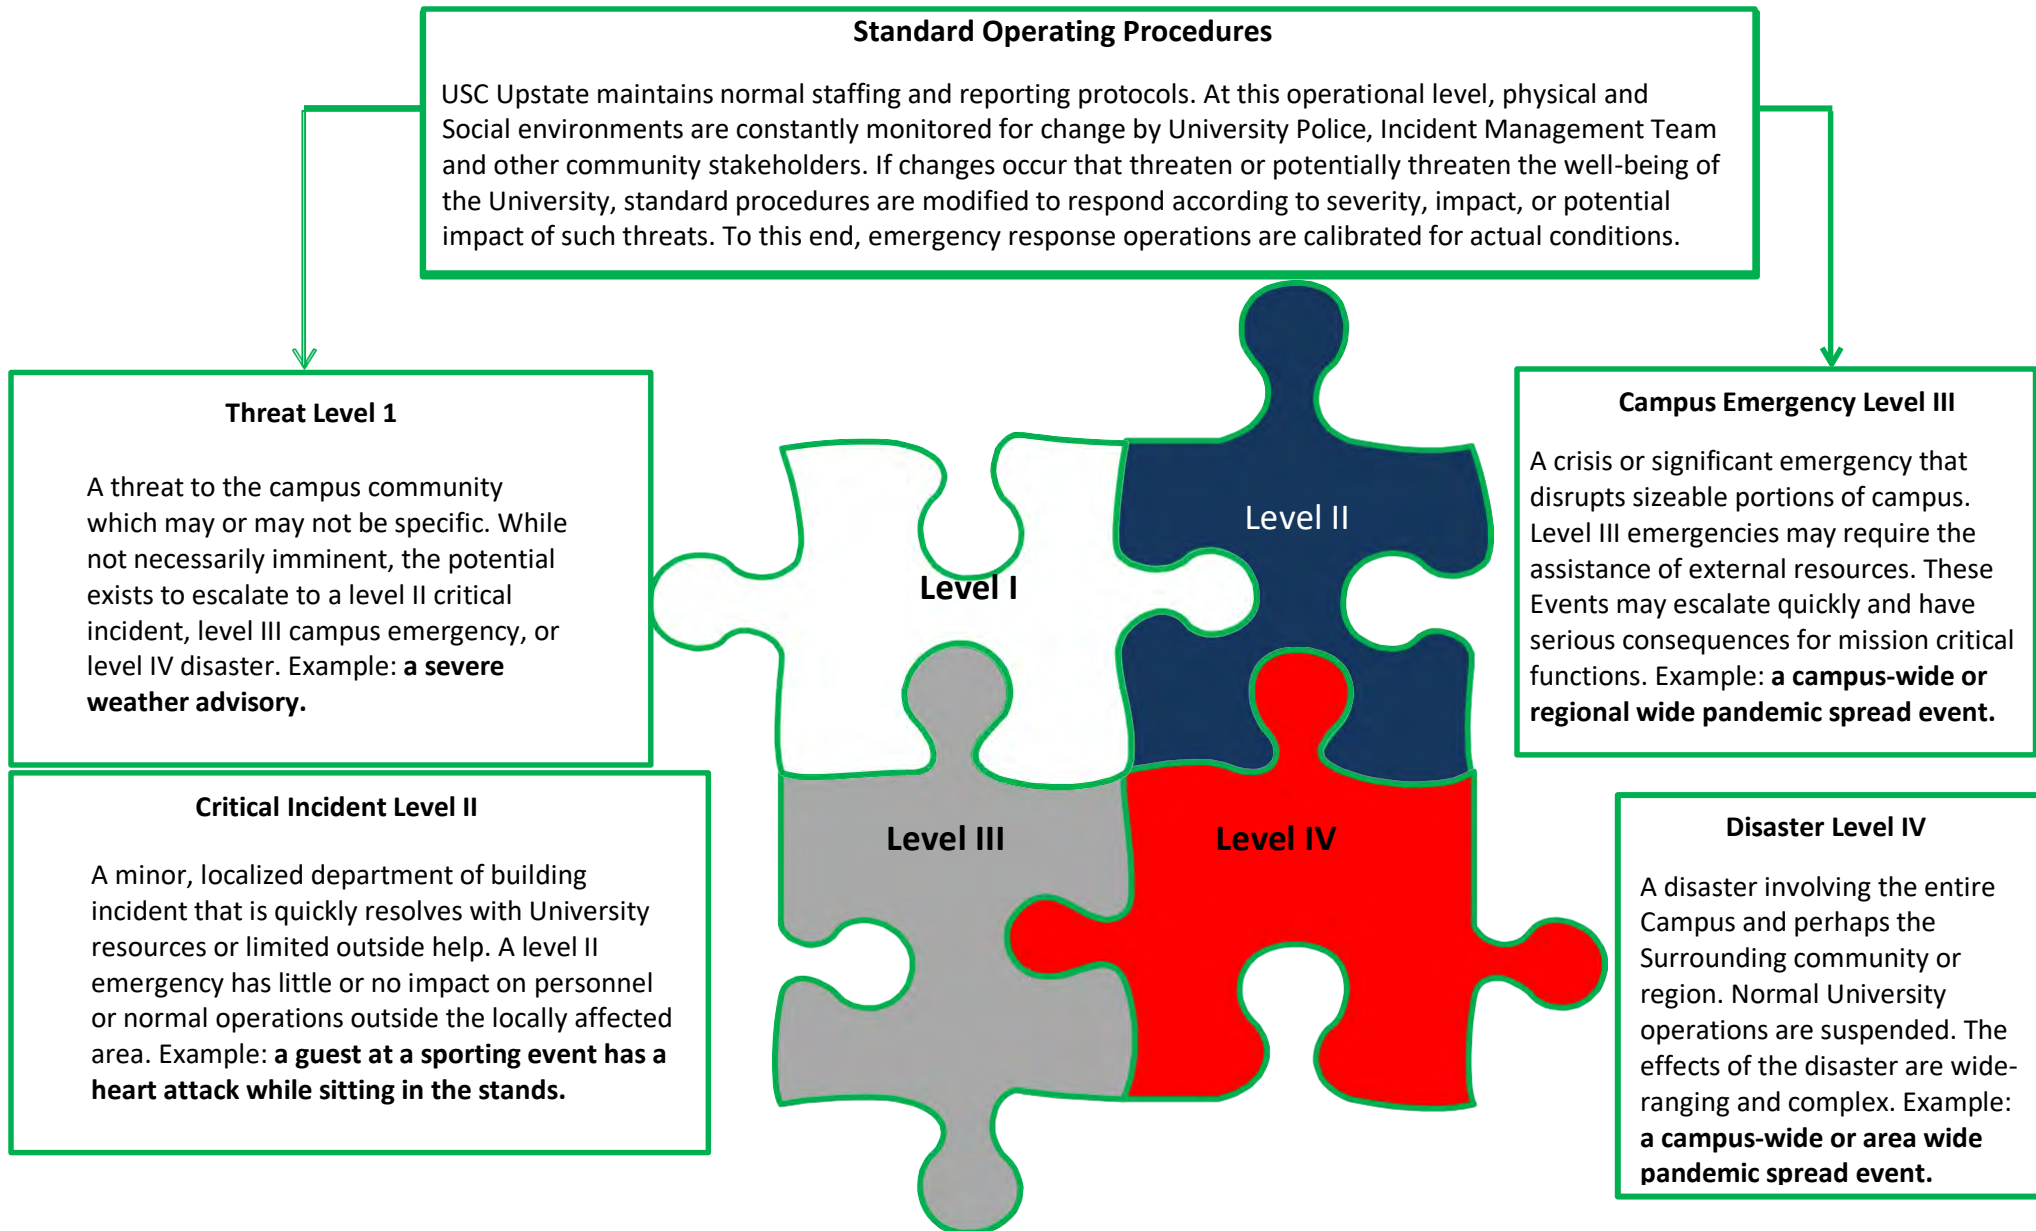 Standard Operating Procedures
USC Upstate maintains normal staffing and reporting protocols. At this operational level, physical and
Social environments are constantly monitored for change by University Police, Incident Management Team
and other community stakeholders. If changes occur that threaten or potentially threaten the well-being of
the University, standard procedures are modified to respond according to severity, impact, or potential
impact of such threats. To this end, emergency response operations are calibrated for actual conditions.
Threat Level 1
A threat to the campus community
which may or may not be specific. While
not necessarily imminent, the potential
exists to escalate to a level II critical
incident, level III campus emergency, or
level IV disaster. Example: a severe
weather advisory.
Critical Incident Level II
A minor, localized department of building
incident that is quickly resolves with University
resources or limited outside help. A level II
emergency has little or no impact on personnel
or normal operations outside the locally affected
area. Example: a guest at a sporting event has a
heart attack while sitting in the stands.
Level I
Level II
Level III
Level IV
Campus Emergency Level III
A crisis or significant emergency that
disrupts sizeable portions of campus.
Level III emergencies may require the
assistance of external resources. These
Events may escalate quickly and have
serious consequences for mission critical
functions. Example: a campus-wide or
regional wide pandemic spread event.
Disaster Level IV
A disaster involving the entire
Campus and perhaps the
Surrounding community or
region. Normal University
operations are suspended. The
effects of the disaster are wide-
ranging and complex. Example:
a campus-wide or area wide
pandemic spread event.